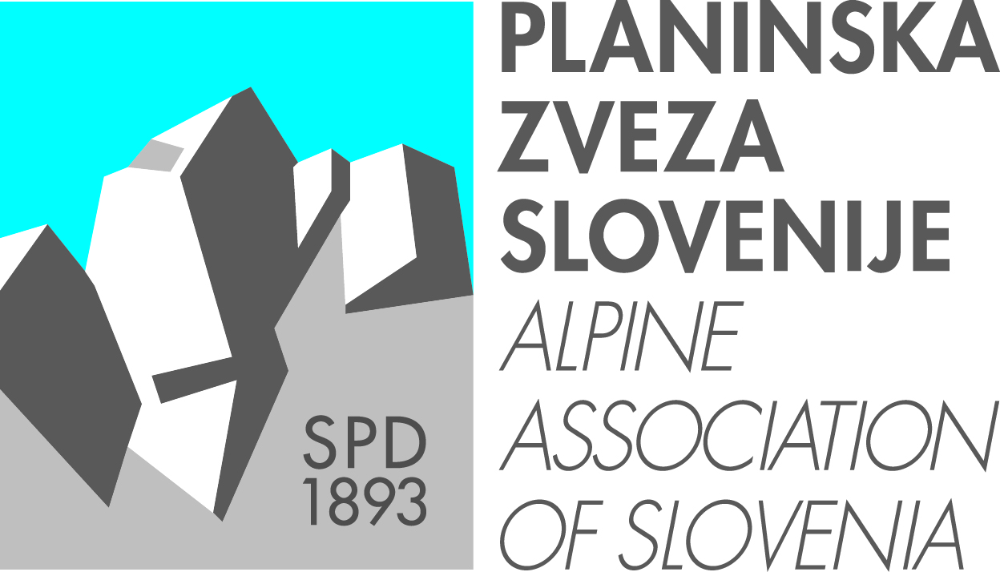 SPD
1893
PLANINSKA
ZVEZA
SLOVENIJE
ALPINE
ASSOCIATION
OF SLOVENIA